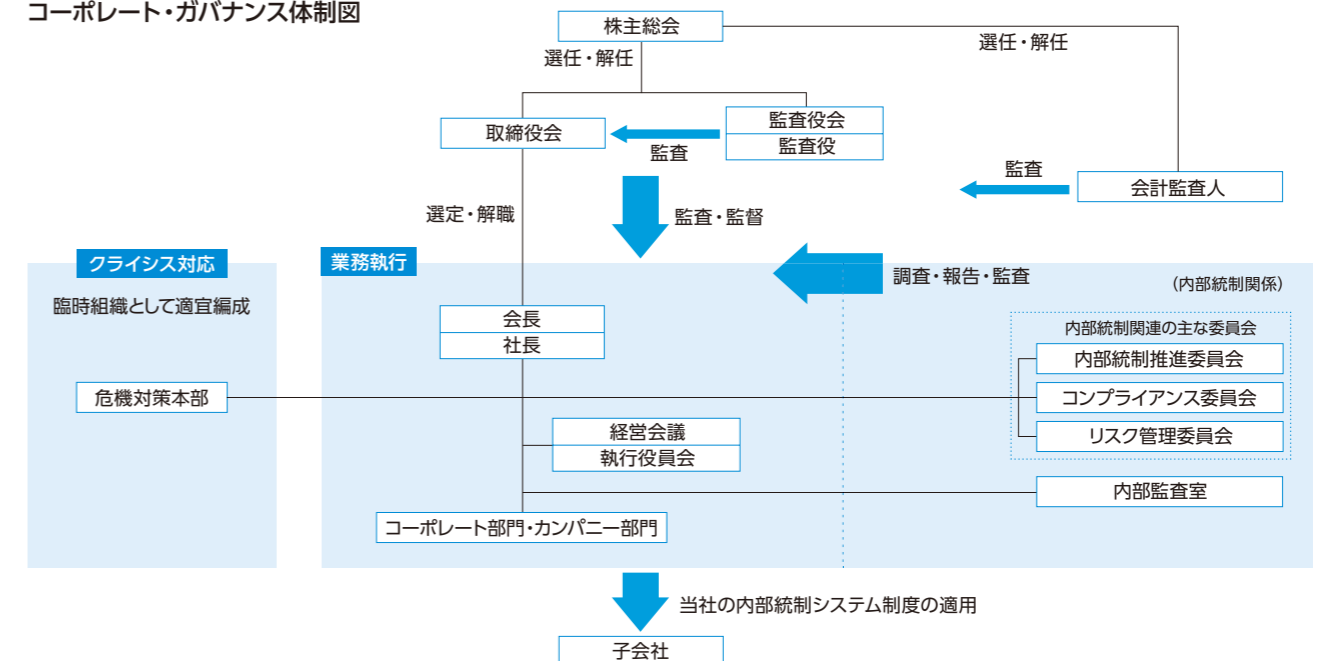 コーポレート・ガバナンス体制図
株主総会
選任・解任
選任・解任
取締役会
監査役会
監査役
監査
監査
会計監査人
選定・解職
監査・監督
クライシス対応
業務執行
臨時組織として適宜編成
調査・報告・監査
(内部統制関係)
会長
社長
内部統制関連の主な委員会
内部統制推進委員会
危機対策本部
コンプライアンス委員会
経営会議
執行役員会
リスク管理委員会
内部監査室
コーポレート部門・カンパニー部門
当社の内部統制システム制度の適用
子会社